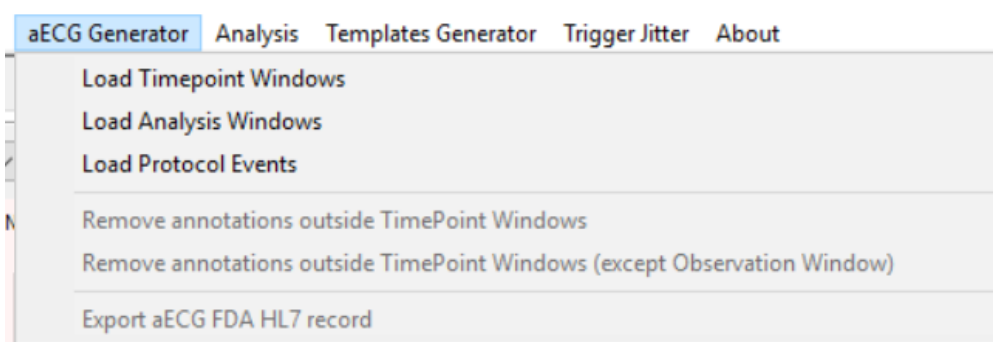 aECG Generator Analysis Templates Generator Trigger Jitter About
Load Timepoint Windows
Load Analysis Windows
Load Protocol Events
Remove annotations outside TimePoint Windows
Remove annotations outside TimePoint Windows (except Observation Window)
Export aECG FDA HL7 record